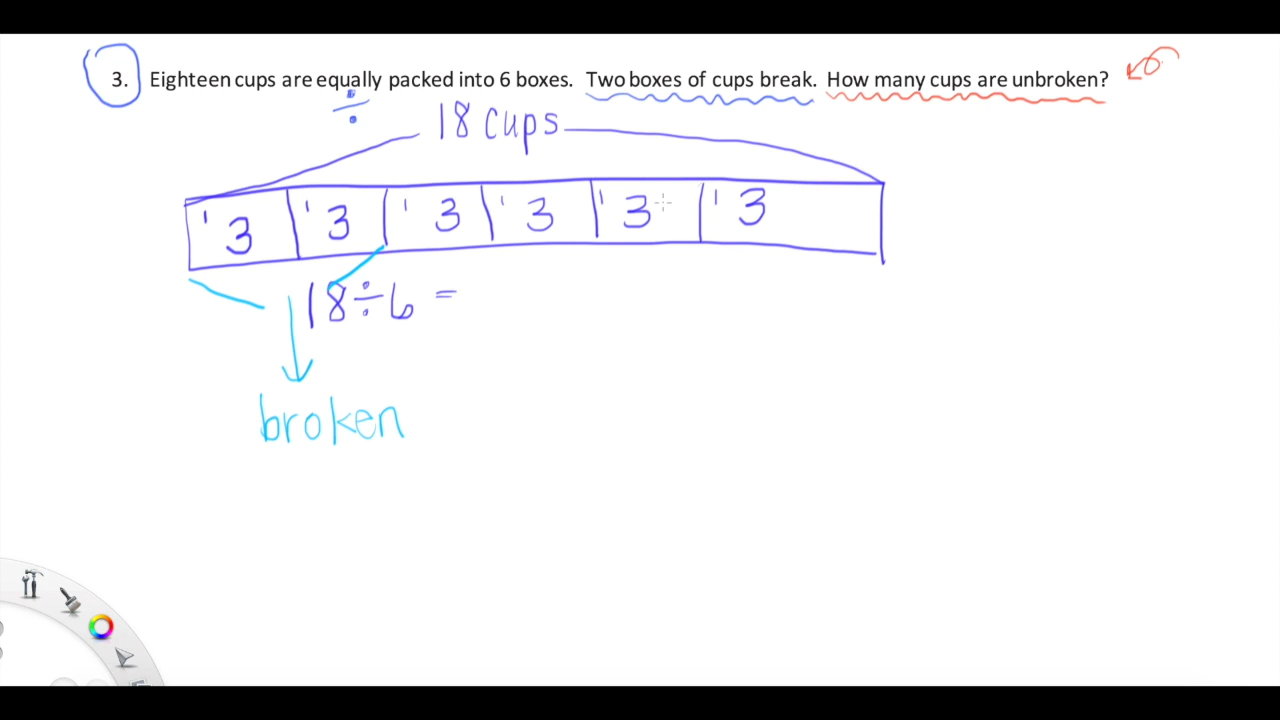 3. Eighteen cups are equally packed into 6 boxes. Two boxes of cups break. How many cups are unbroken?
÷
18 cups
' 3 ' 3 ' 3 ' 3 ' 3 ' 3
18 ÷ 6 =
broken